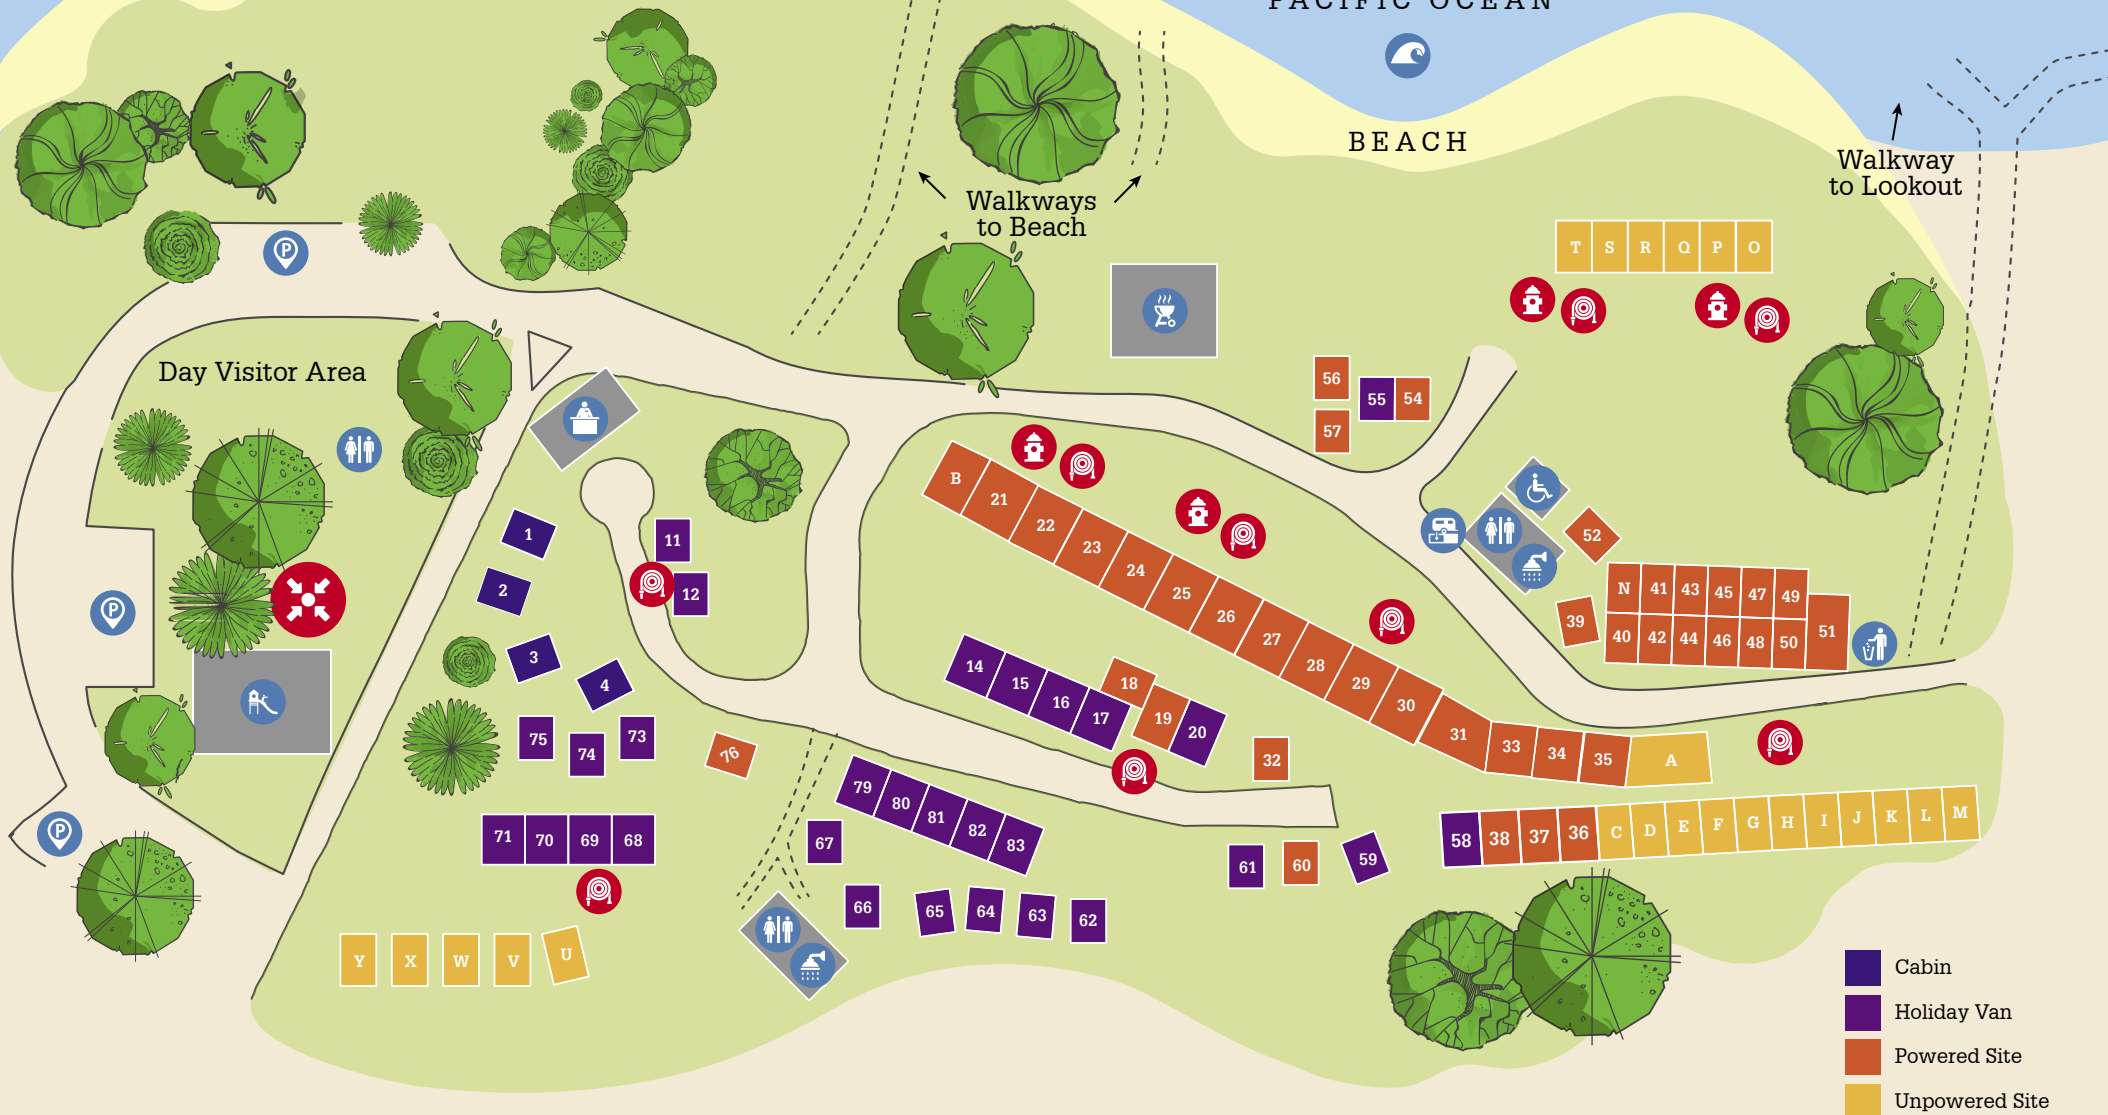 PACIFIC OCEAN
BEACH
Walkway
to Lookout
Walkways
to Beach
P
T S R Q P O
Day Visitor Area
56
55 54
57
B 21 22 23 24 25 26 27 28 29 30 31 33 34 35 A
1
11
2
12
52
N 41 43 45 47 49
39
40 42 44 46 48 50 51
P
3
4
14 15 16 17
18
19 20
75
74
73
76
32
79 80 81 82 83
P
71 70 69 68
67
58 38 37 36 C D E F G H I J K L M
61
60
59
66
65
64
63
62
Y X W V U
Cabin
Holiday Van
Powered Site
Unpowered Site